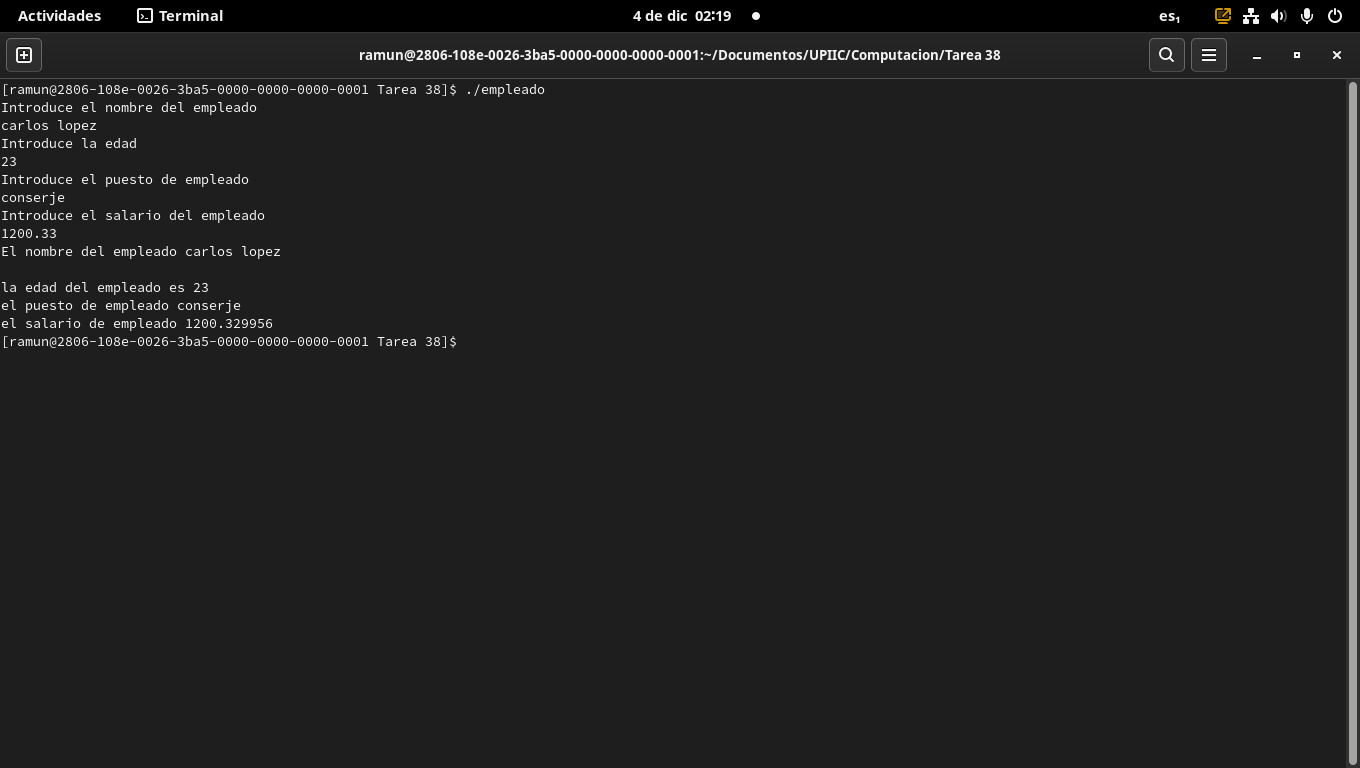 Actividades Terminal 4 de dic 02:19 es₁
ramun@2806-108e-0026-3ba5-0000-0000-0000-0001:~/Documentos/UPIIC/Computacion/Tarea 38
[ramun@2806-108e-0026-3ba5-0000-0000-0000-0001 Tarea 38]$ ./empleado
Introduce el nombre del empleado
carlos lopez
Introduce la edad
23
Introduce el puesto de empleado
conserje
Introduce el salario del empleado
1200.33
El nombre del empleado carlos lopez
la edad del empleado es 23
el puesto de empleado conserje
el salario de empleado 1200.329956
[ramun@2806-108e-0026-3ba5-0000-0000-0000-0001 Tarea 38]$